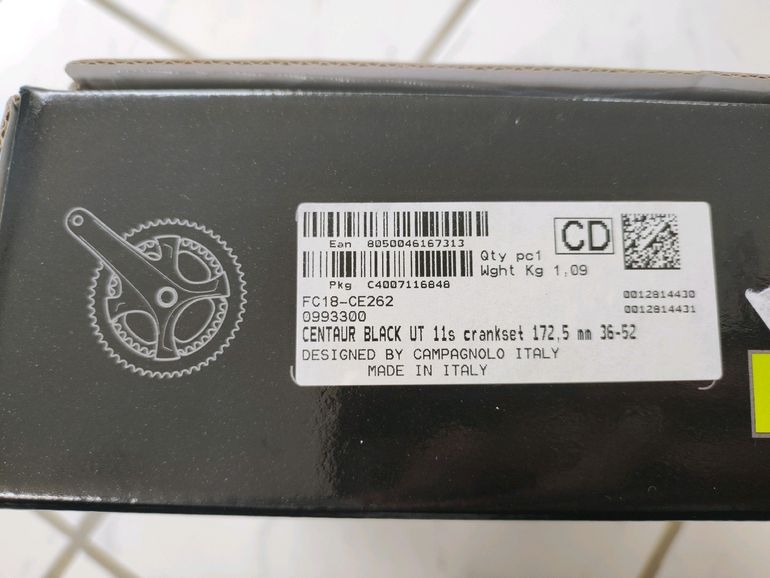 Ean 8050046167313
CD
Qty pc1
Wght Kg 1,09
Pkg C4007116848
FC18-CE262
0993300
0012814430
0012814431
CENTAUR BLACK UT 11s crankset 172,5 mm 36-52
DESIGNED BY CAMPAGNOLO ITALY
MADE IN ITALY